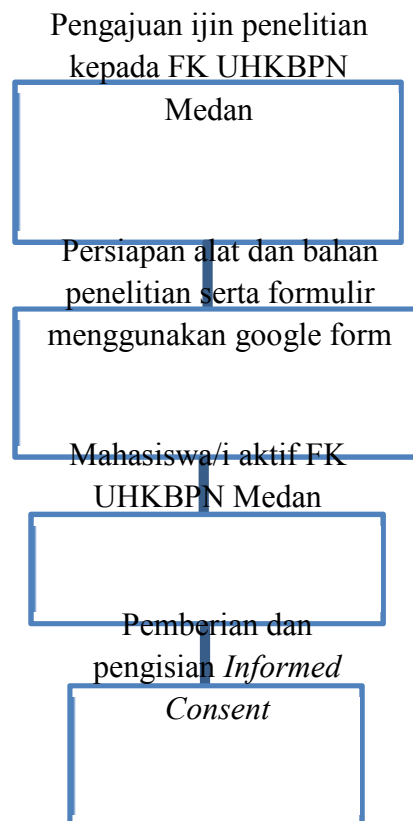 Pengajuan ijin penelitian
kepada FK UHKBPN
Medan
Persiapan alat dan bahan
penelitian serta formulir
menggunakan google form
Mahasiswa/i aktif FK
UHKBPN Medan
Pemberian dan
pengisian Informed
Consent